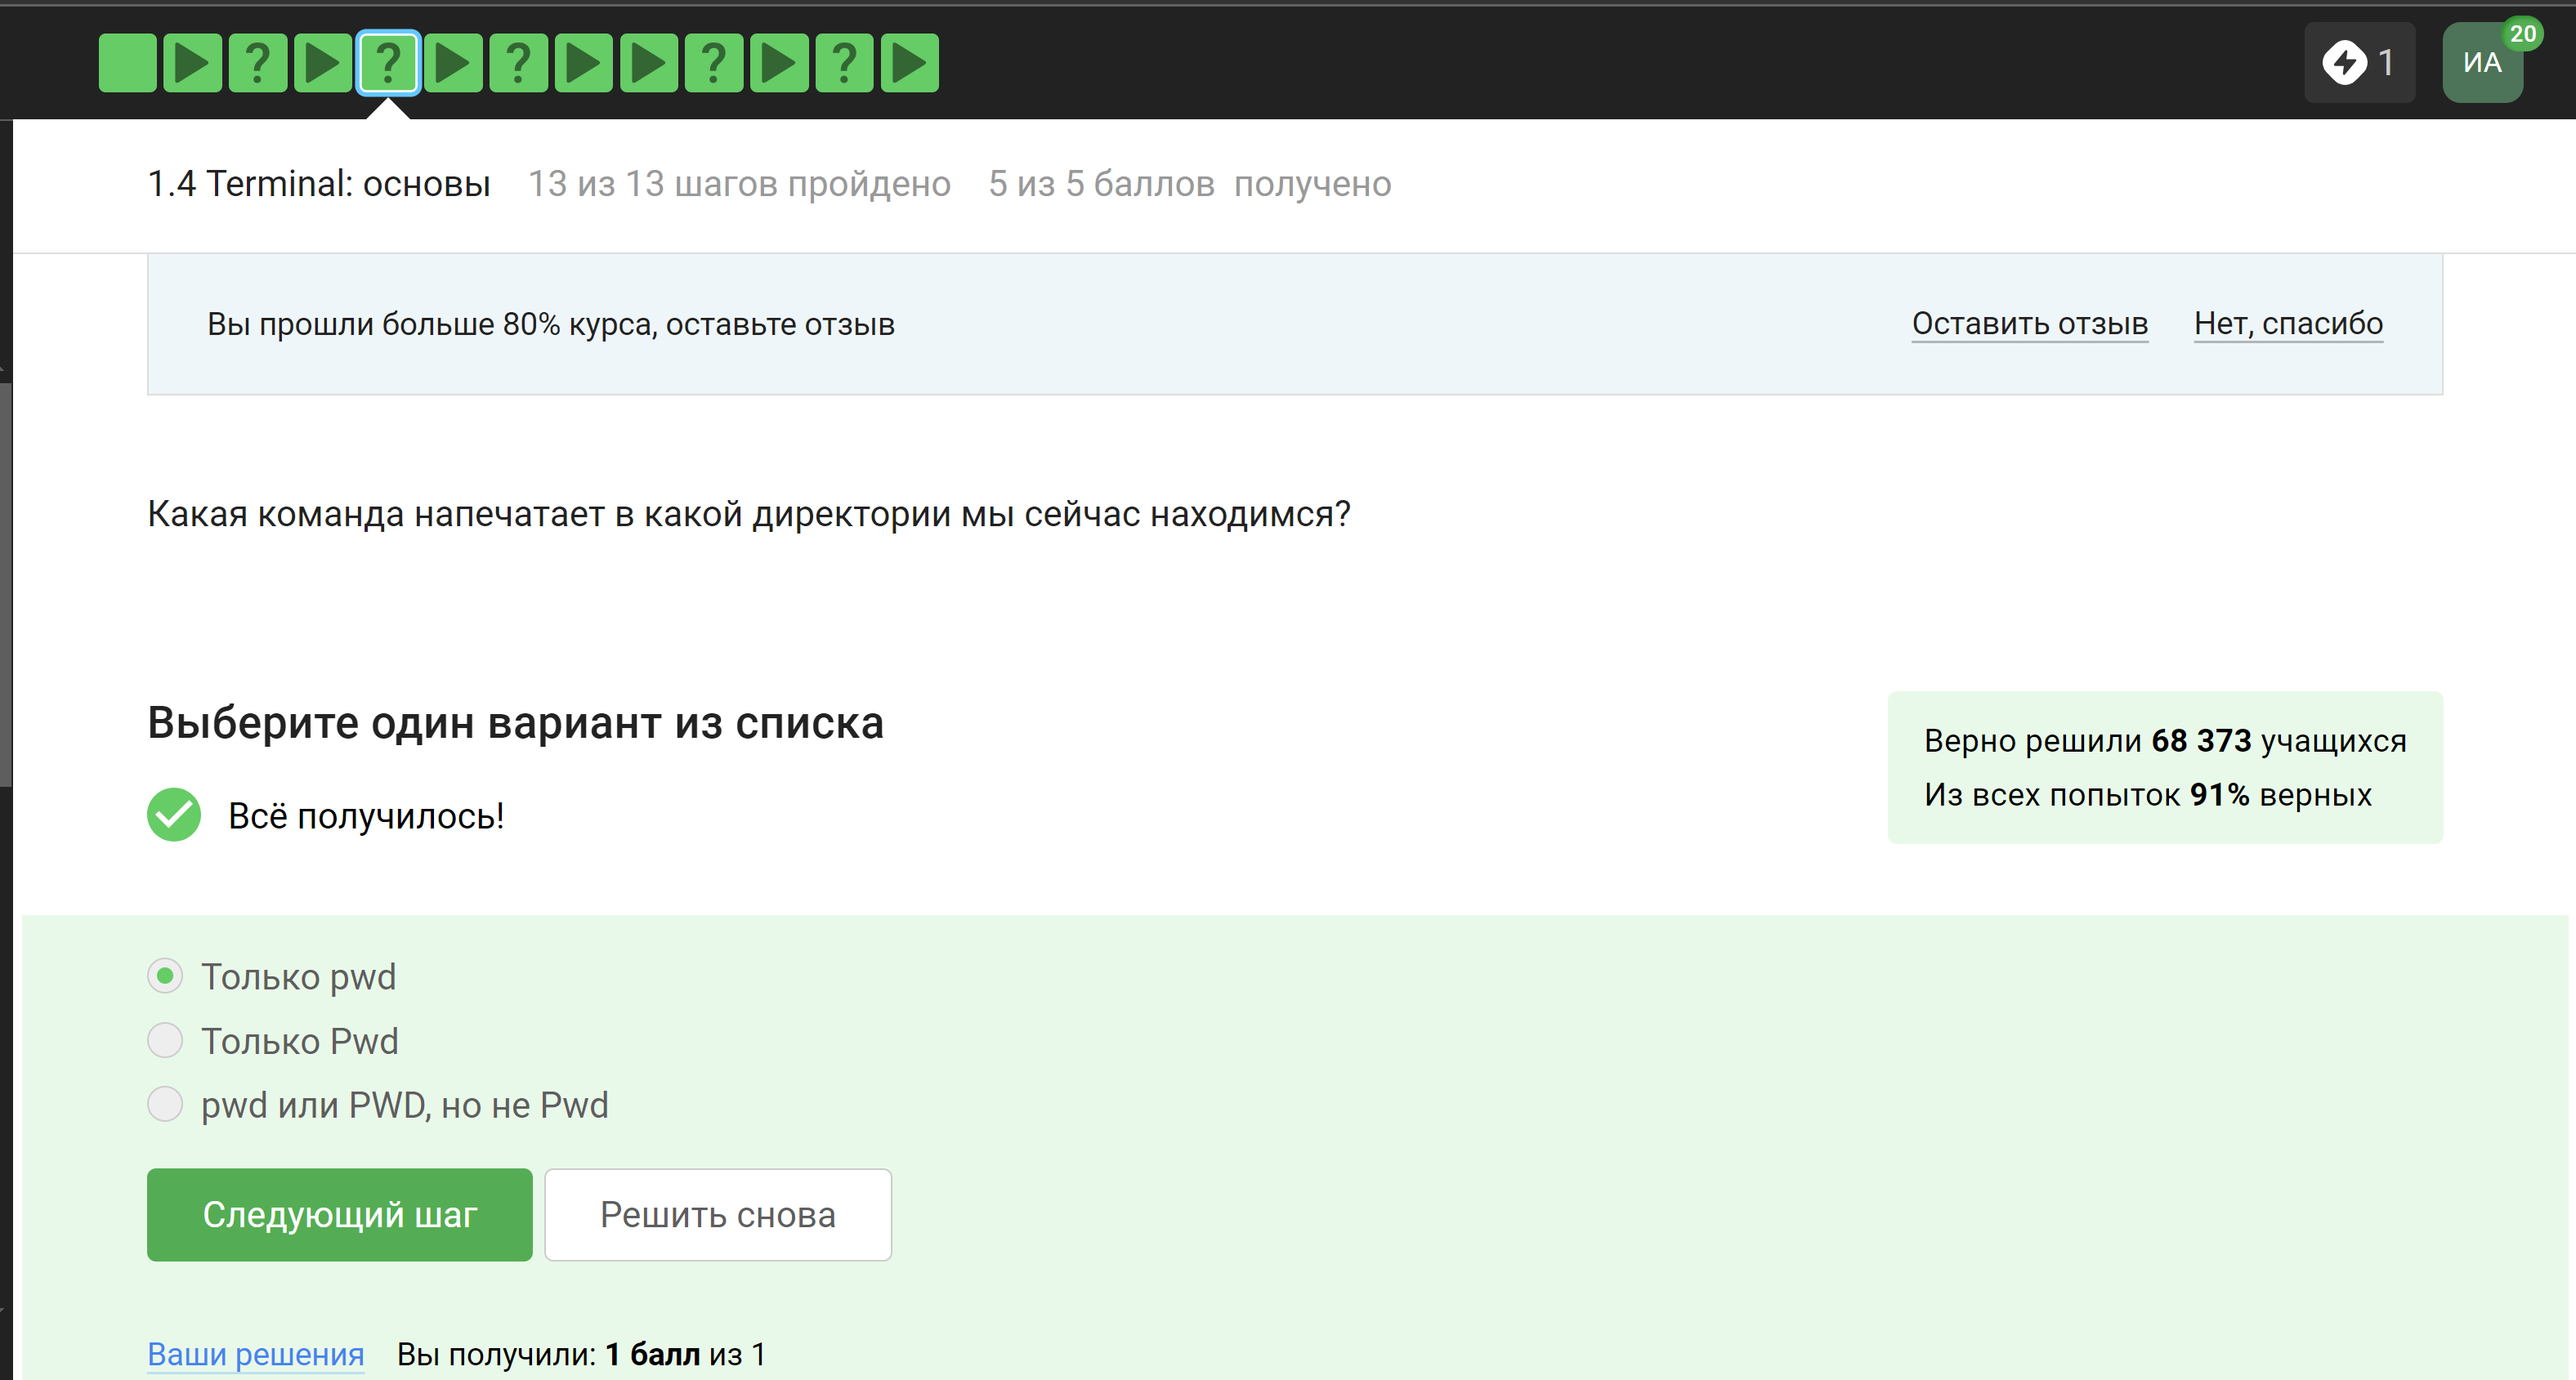 ? ? ? ? ? 1 ИА 20
1.4 Terminal: основы 13 из 13 шагов пройдено 5 из 5 баллов получено
Вы прошли больше 80% курса, оставьте отзыв Оставить отзыв Нет, спасибо
Какая команда напечатает в какой директории мы сейчас находимся?
Выберите один вариант из списка
Всё получилось!
Верно решили 68 373 учащихся
Из всех попыток 91% верных
Только pwd
Только Pwd
pwd или PWD, но не Pwd
Следующий шаг Решить снова
Ваши решения Вы получили: 1 балл из 1